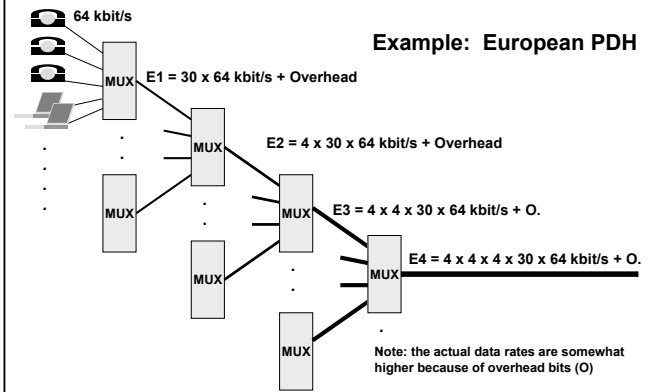 64 kbit/s
Example: European PDH
MUX
E1 = 30 x 64 kbit/s + Overhead
MUX
E2 = 4 x 30 x 64 kbit/s + Overhead
MUX
MUX
E3 = 4 x 4 x 30 x 64 kbit/s + O.
MUX
MUX
E4 = 4 x 4 x 4 x 30 x 64 kbit/s + O.
MUX
Note: the actual data rates are somewhat
higher because of overhead bits (O)